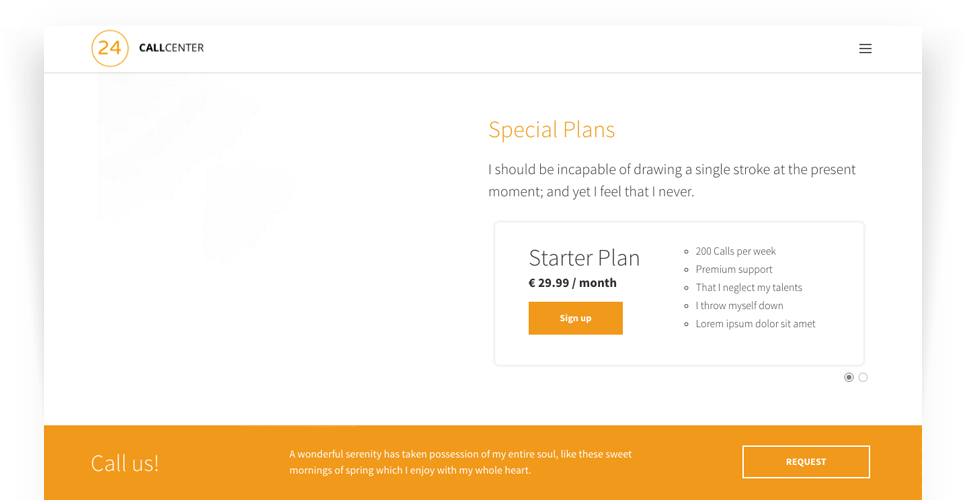 24 CALLCENTER
Special Plans
I should be incapable of drawing a single stroke at the present
moment; and yet I feel that I never.
Starter Plan
€ 29.99 / month
Sign up
200 Calls per week
Premium support
That I neglect my talents
I throw myself down
Lorem ipsum dolor sit amet
Call us!
A wonderful serenity has taken possession of my entire soul, like these sweet
mornings of spring which I enjoy with my whole heart.
REQUEST